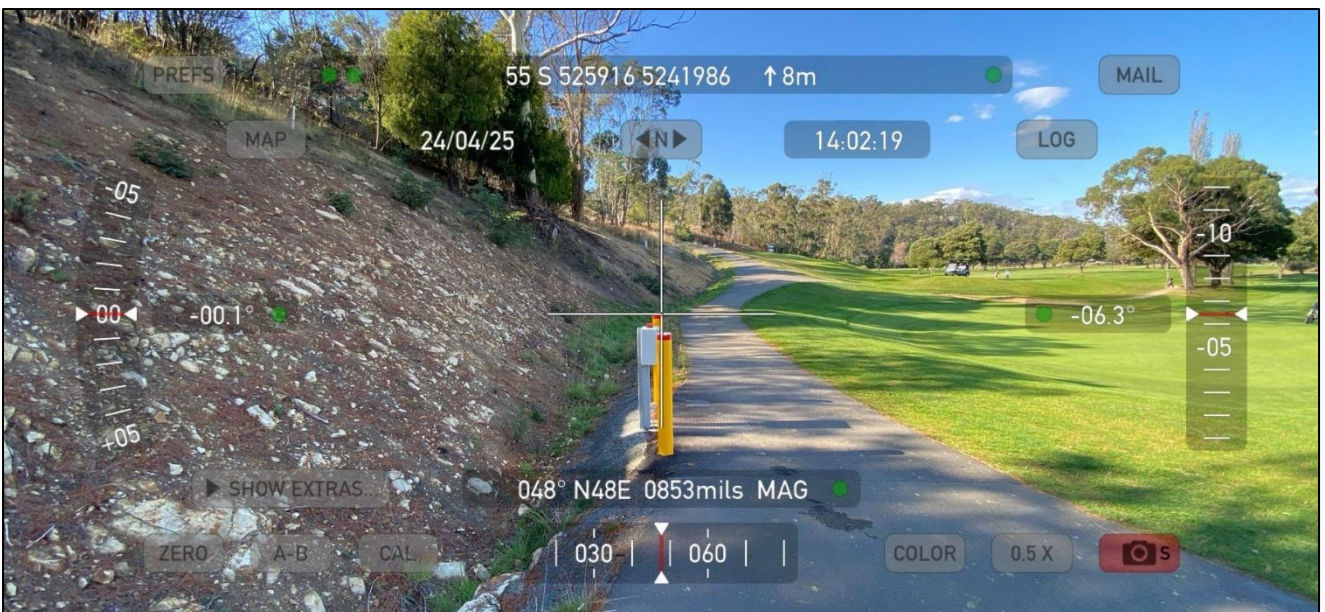 PREFS 55 S 525916 5241986 ↑8m MAIL
MAP 24/04/25 ◀N▶ 14:02:19 LOG
-05
-10
00 -00.1° -06.3°
-05
+05
▶ SHOW EXTRAS... 048° N48E 0853mils MAG
ZERO A-B CAL 030 060 COLOR 0.5 X S